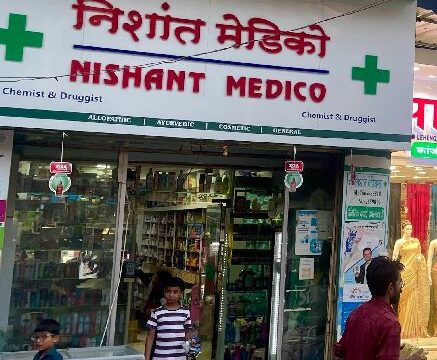 निशांत मेडिको
NISHANT MEDICO
Chemist & Druggist
Chemist & Druggist
ALLOPATHIC | AYURVEDIC | COSMETIC | GENERAL